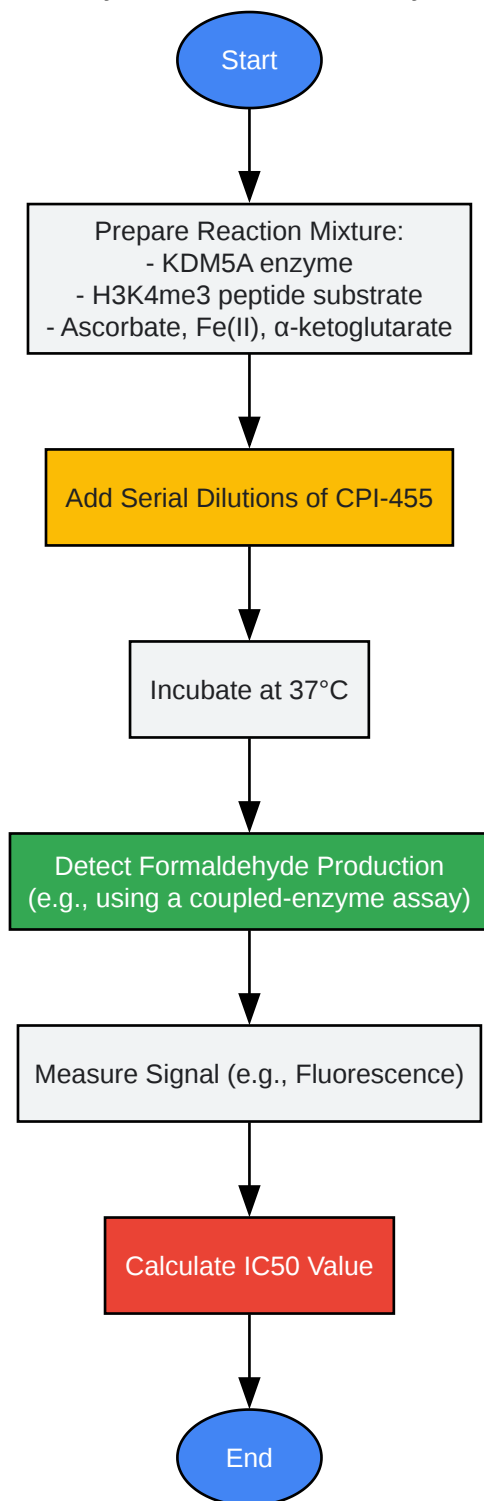 Start
Prepare Reaction Mixture:
- KDM5A enzyme
- H3K4me3 peptide substrate
- Ascorbate, Fe(II), α-ketoglutarate
Add Serial Dilutions of CPI-455
Incubate at 37°C
Detect Formaldehyde Production
(e.g., using a coupled-enzyme assay)
Measure Signal (e.g., Fluorescence)
Calculate IC50 Value
End